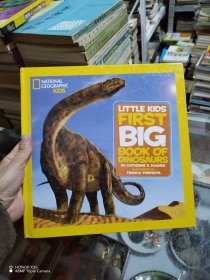 NATIONAL
GEOGRAPHIC
KiDS
LITTLE KIDS
FIRST
BIG
BOOK OF
DINOSAURS
BY CATHERINE D. HUGHES
FRANCO TEMPESTA
HONOR X10
48MP Triple Camera